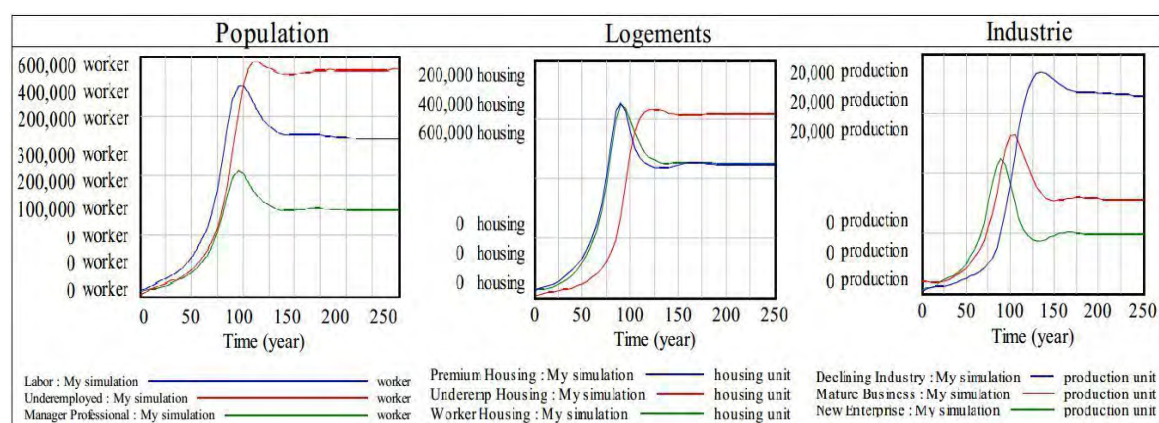 Population Logements Industrie
600,000 worker
400,000 worker
200,000 worker
300,000 worker
200,000 worker
100,000 worker
0 worker
0 worker
0 worker
0 50 100 150 200 250
Time (year)
200,000 housing
400,000 housing
600,000 housing
0 housing
0 housing
0 housing
0 50 100 150 200 250
Time (year)
20,000 production
20,000 production
20,000 production
0 production
0 production
0 production
0 50 100 150 200 250
Time (year)
Labor : My simulation worker
Underemployed : My simulation worker
Manager Professional : My simulation worker
Premium Housing : My simulation housing unit
Underemp Housing : My simulation housing unit
Worker Housing : My simulation housing unit
Declining Industry : My simulation production unit
Mature Business : My simulation production unit
New Enterprise : My simulation production unit